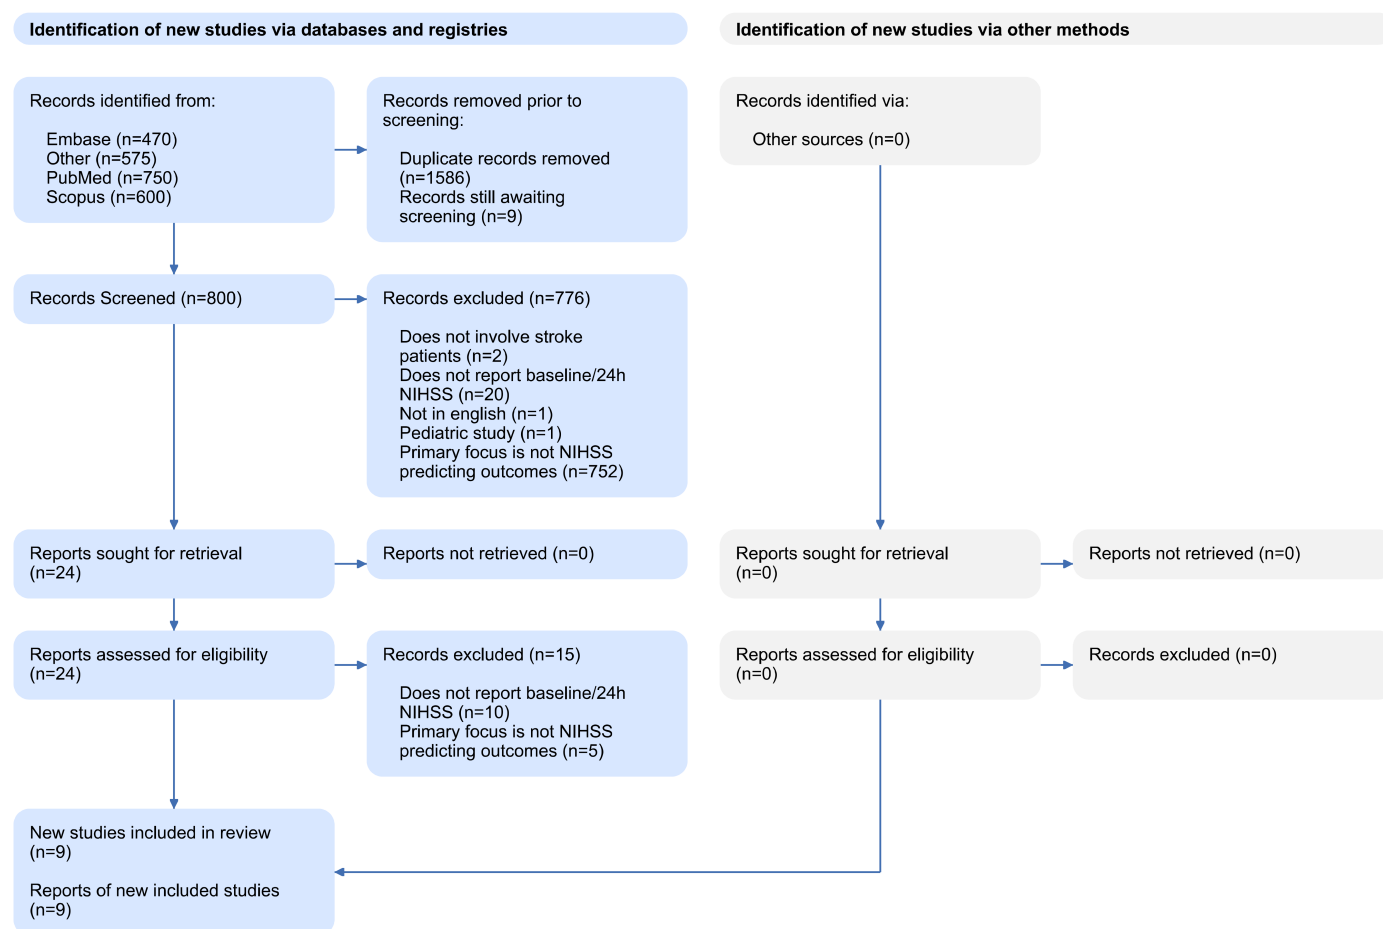 Identification of new studies via databases and registries
Identification of new studies via other methods
Records identified from:
Embase (n=470)
Other (n=575)
PubMed (n=750)
Scopus (n=600)
Records removed prior to
screening:
Duplicate records removed
(n=1586)
Records still awaiting
screening (n=9)
Records identified via:
Other sources (n=0)
Records Screened (n=800)
Records excluded (n=776)
Does not involve stroke
patients (n=2)
Does not report baseline/24h
NIHSS (n=20)
Not in english (n=1)
Pediatric study (n=1)
Primary focus is not NIHSS
predicting outcomes (n=752)
Reports sought for retrieval
(n=24)
Reports not retrieved (n=0)
Reports sought for retrieval
(n=0)
Reports not retrieved (n=0)
Reports assessed for eligibility
(n=24)
Records excluded (n=15)
Does not report baseline/24h
NIHSS (n=10)
Primary focus is not NIHSS
predicting outcomes (n=5)
Reports assessed for eligibility
(n=0)
Records excluded (n=0)
New studies included in review
(n=9)
Reports of new included studies
(n=9)